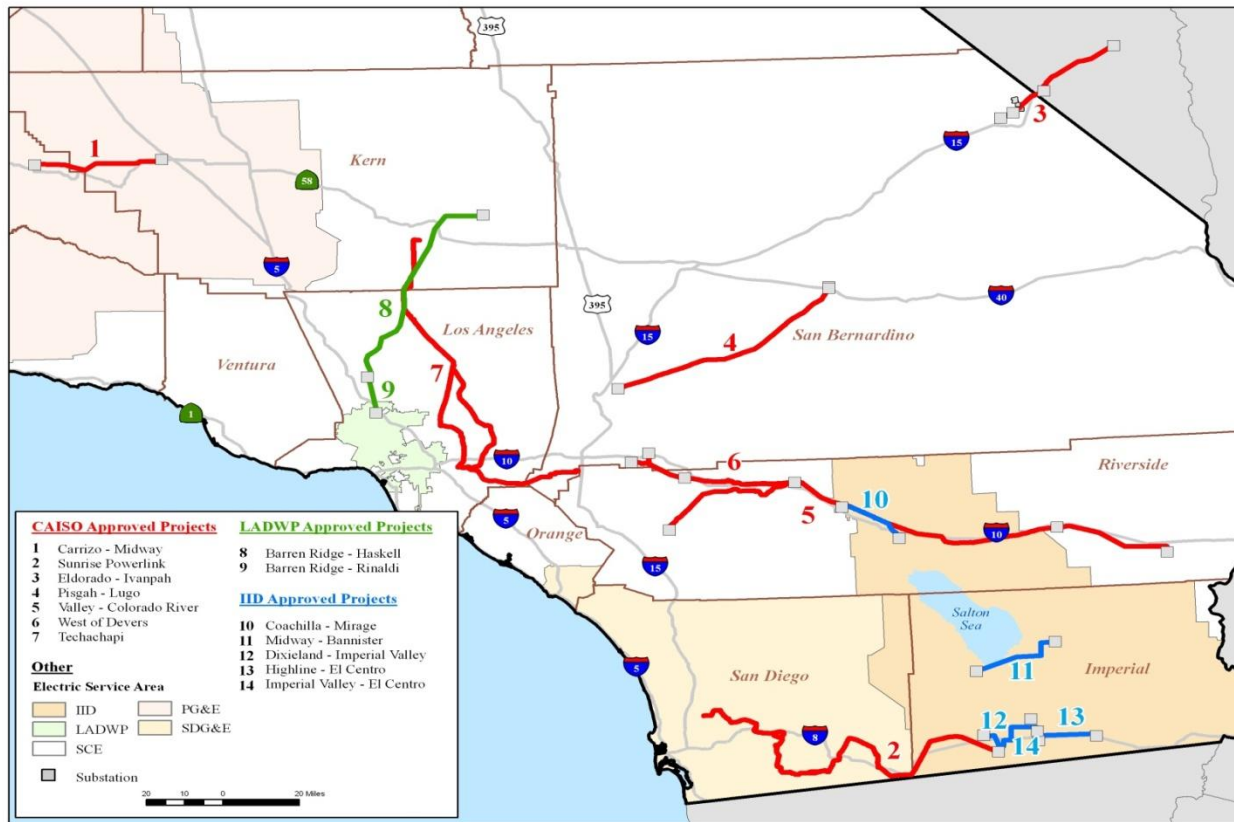 395
Kern
1
58
15
3
5
8
Los Angeles
395
40
15
4
San Bernardino
Ventura
7
9
1
10
6
Riverside
10
5
10
5
Orange
15
Salton
Sea
5
San Diego
11
Imperial
8
2
12
13
14
CAISO Approved Projects
1 Carrizo - Midway
2 Sunrise Powerlink
3 Eldorado - Ivanpah
4 Pisgah - Lugo
5 Valley - Colorado River
6 West of Devers
7 Techachapi
Other
Electric Service Area
IID
PG&E
LADWP
SDG&E
SCE
Substation
20 10 0 20 Miles
LADWP Approved Projects
8 Barren Ridge - Haskell
9 Barren Ridge - Rinaldi
IID Approved Projects
10 Coachilla - Mirage
11 Midway - Bannister
12 Dixieland - Imperial Valley
13 Highline - El Centro
14 Imperial Valley - El Centro